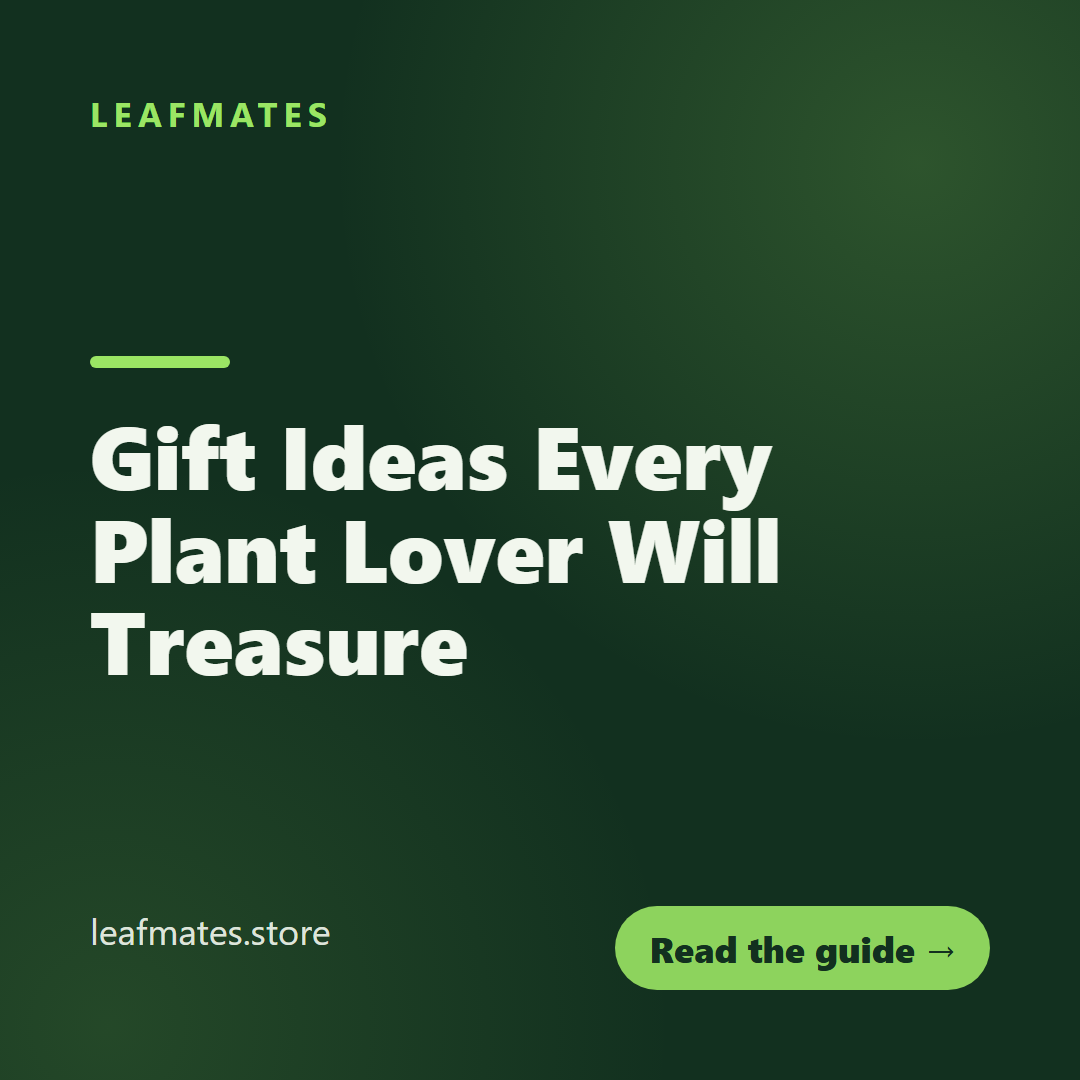 LEAFMATES
Gift Ideas Every
Plant Lover Will
Treasure
leafmates.store
Read the guide →